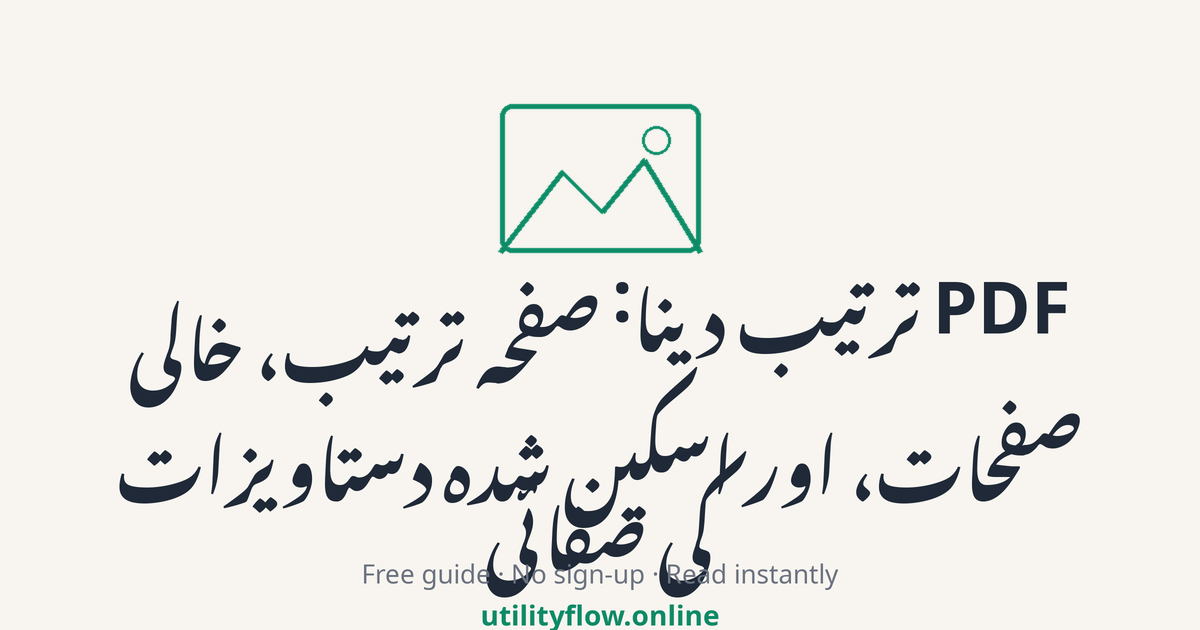 PDF ترتیب دینا: صفحہ ترتیب، خالی
صفحات، اور اسکین شدہ دستاویزات
کی صفائی
Free guide · No sign-up · Read instantly
utilityflow.online